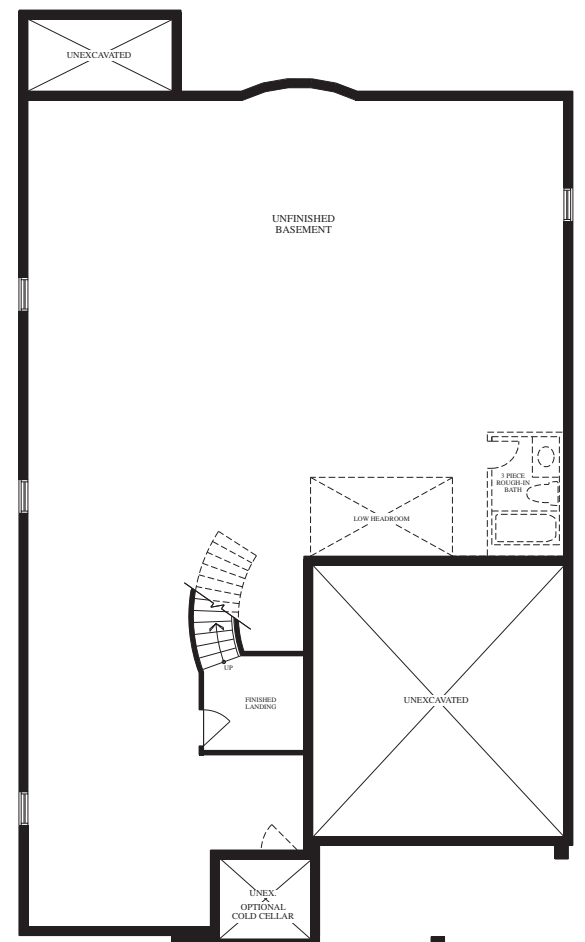 UNEXCAVATED
UNFINISHED
BASEMENT
3 PIECE
ROUGH-IN
BATH
LOW HEADROOM
UP
FINISHED
LANDING
UNEXCAVATED
UNEX.
OPTIONAL
COLD CELLAR